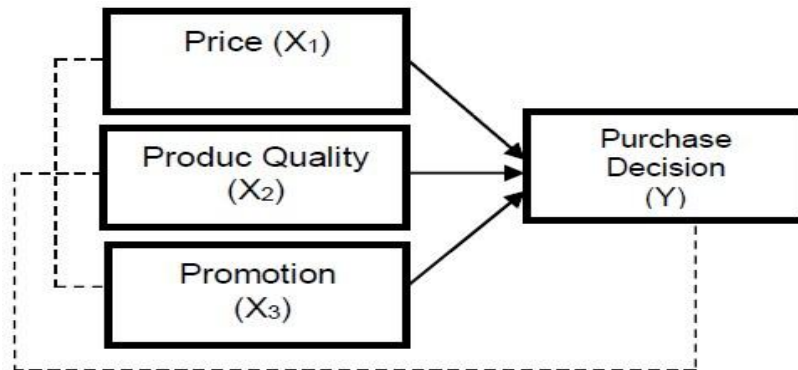 Price (X₁)
Produc Quality
(X₂)
Promotion
(X₃)
Purchase
Decision
(Y)